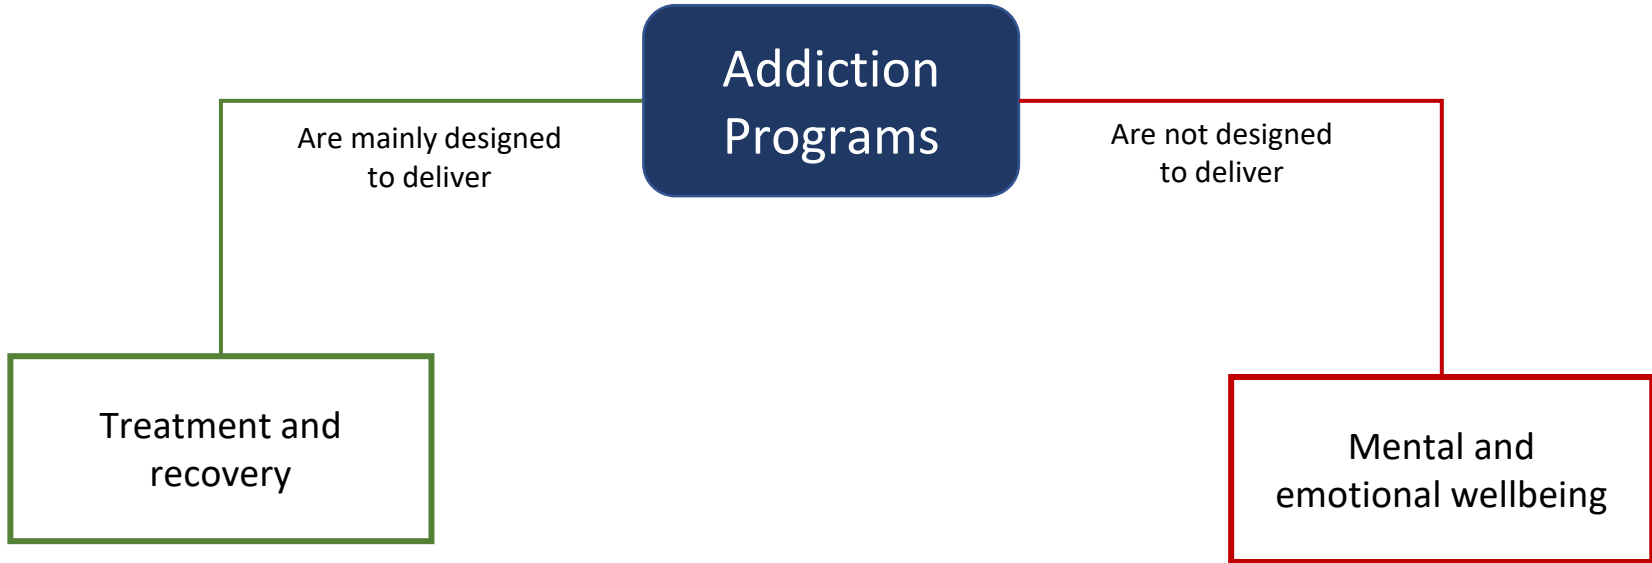 Addiction
Programs
Are mainly designed
to deliver
Are not designed
to deliver
Treatment and
recovery
Mental and
emotional wellbeing